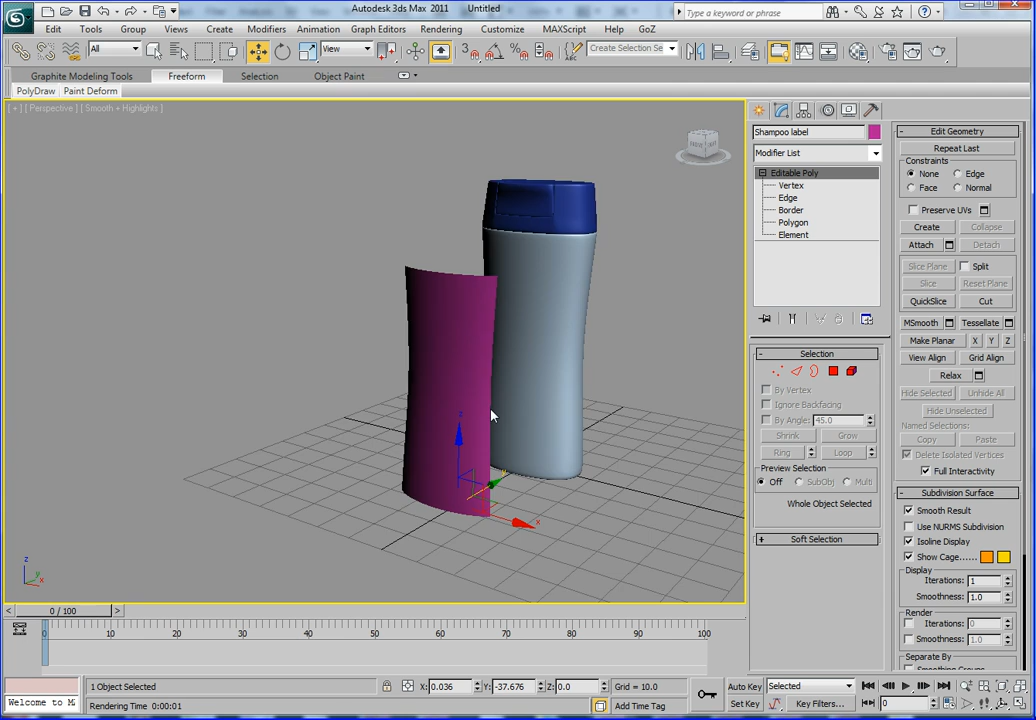 Autodesk 3ds Max 2011 Untitled
Type a keyword or phrase
Edit Tools Group Views Create Modifiers Animation Graph Editors Rendering Customize MAXScript Help GoZ
All
View
3
Create Selection Se
Graphite Modeling Tools Freeform Selection Object Paint
PolyDraw Paint Deform
[ + ] [ Perspective ] [ Smooth + Highlights ]
z
y
x
z
y
x
Shampoo label
Modifier List
Editable Poly
Vertex
Edge
Border
Polygon
Element
Selection
By Vertex
Ignore Backfacing
By Angle: 45.0
Shrink Grow
Ring Loop
Preview Selection
Off SubObj Multi
Whole Object Selected
Soft Selection
Edit Geometry
Repeat Last
Constraints
None Edge
Face Normal
Preserve UVs
Create Collapse
Attach Detach
Slice Plane Split
Slice Reset Plane
QuickSlice Cut
MSmooth Tessellate
Make Planar X Y Z
View Align Grid Align
Relax
Hide Selected Unhide All
Hide Unselected
Named Selections:
Copy Paste
Delete Isolated Vertices
Full Interactivity
Subdivision Surface
Smooth Result
Use NURMS Subdivision
Isoline Display
Show Cage......
Display
Iterations: 1
Smoothness: 1.0
Render
Iterations: 0
Smoothness: 1.0
Separate By
Smoothing Groups
< 0 / 100 >
0 10 20 30 40 50 60 70 80 90 100
1 Object Selected X: 0.036 Y: -37.676 Z: 0.0 Grid = 10.0 Auto Key Selected
Welcome to M Rendering Time 0:00:01 Add Time Tag Set Key Key Filters... 0